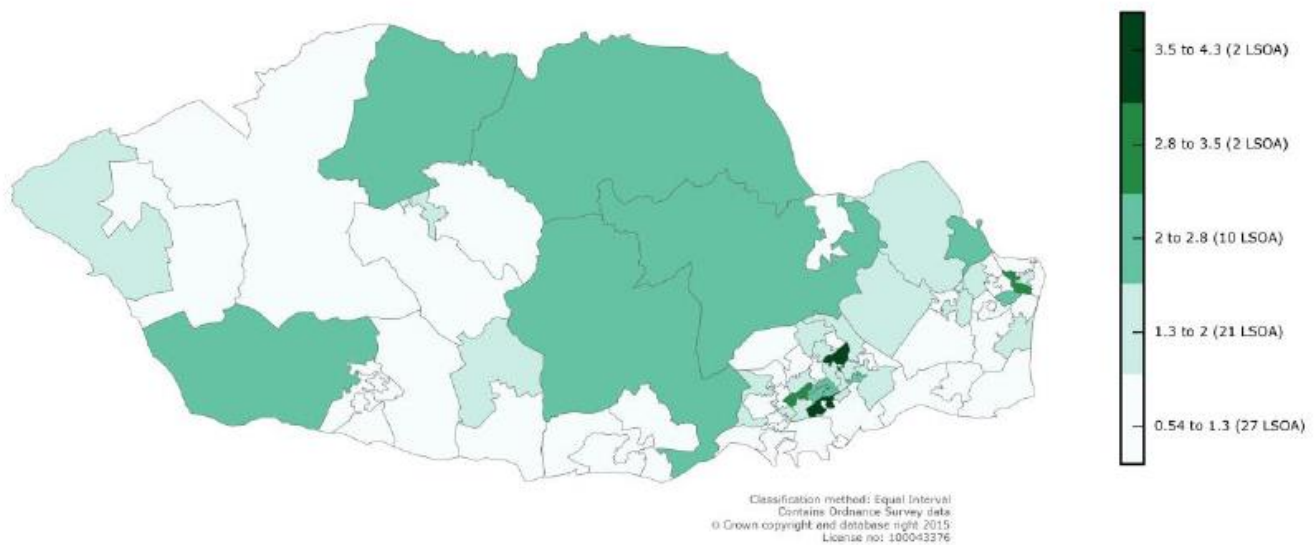 3.5 to 4.3 (2 LSOA)
2.8 to 3.5 (2 LSOA)
2 to 2.8 (10 LSOA)
1.3 to 2 (21 LSOA)
0.54 to 1.3 (27 LSOA)
Classification method: Equal Interval
Contains Ordnance Survey data
© Crown copyright and database right 2015
License no: 100043376